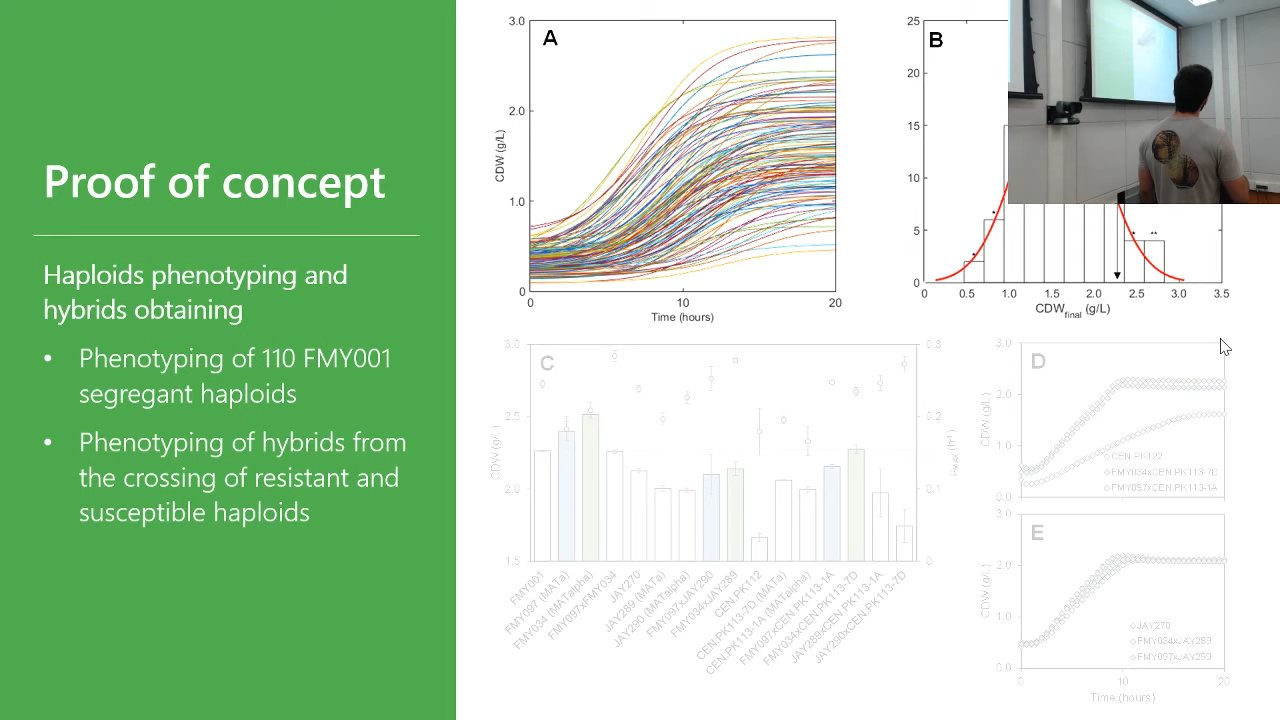 Proof of concept
Haploids phenotyping and
hybrids obtaining
• Phenotyping of 110 FMY001
segregant haploids
• Phenotyping of hybrids from
the crossing of resistant and
susceptible haploids
A
3.0
2.0
1.0
0
CDW (g/L)
0 10 20
Time (hours)
B
25
20
15
10
5
0
* * * **
0 0.5 1.0 1.5 2.0 2.5 3.0 3.5
CDWfinal (g/L)
C
3.0
2.5
2.0
1.5
CDW (g/L)
0.3
0.2
0.1
0
μMAX (h-1)
FMY001
FMY097 (MATa)
FMY034 (MATalpha)
FMY097xFMY034
JAY270
JAY289 (MATa)
JAY290 (MATalpha)
FMY097xJAY290
FMY034xJAY289
CEN.PK112
CEN.PK113-7D (MATa)
CEN.PK113-1A (MATalpha)
FMY097xCEN.PK113-1A
FMY034xCEN.PK113-7D
JAY289xCEN.PK113-1A
JAY290xCEN.PK113-7D
D
3.0
2.0
1.0
0.0
CDW (g/L)
CEN.PK122
FMY034xCEN.PK113-7D
FMY097xCEN.PK113-1A
E
3.0
2.0
1.0
0.0
CDW (g/L)
JAY270
FMY034xJAY289
FMY097xJAY290
0 10 20
Time (hours)